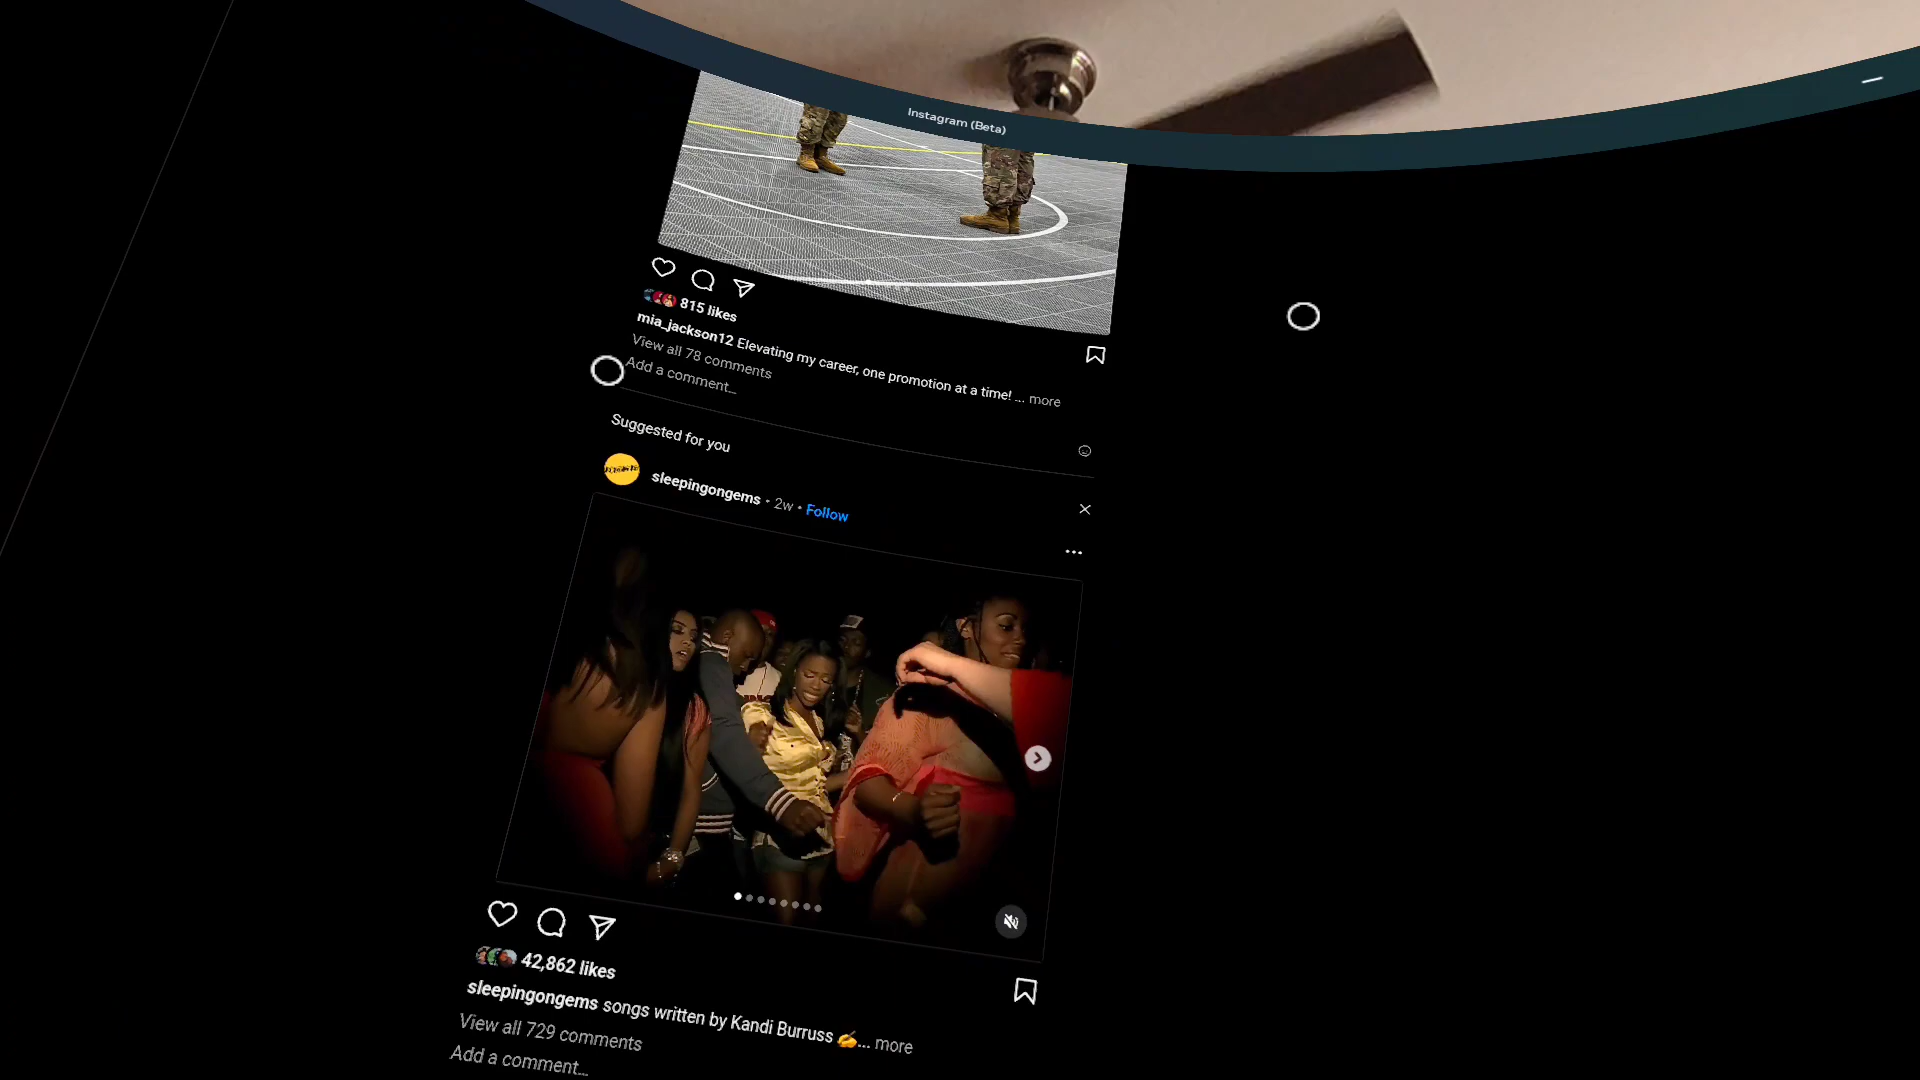 Instagram (Beta)
815 likes
mia_jackson12 Elevating my career, one promotion at a time! ... more
View all 78 comments
Add a comment...
Suggested for you
sleepingongems • 2w • Follow
42,862 likes
sleepingongems songs written by Kandi Burruss ✍️... more
View all 729 comments
Add a comment...